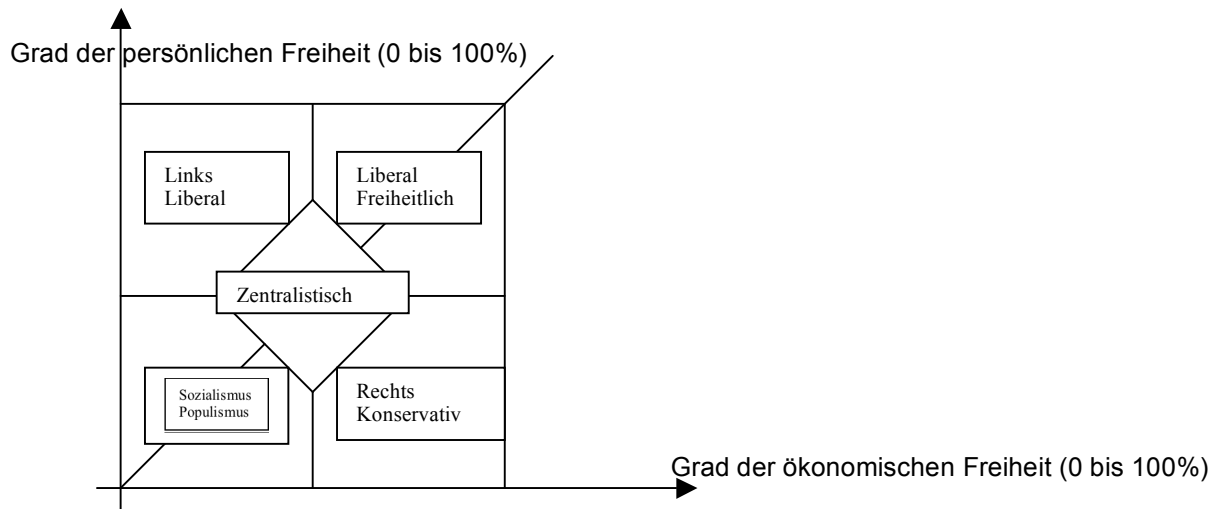 Grad der persönlichen Freiheit (0 bis 100%)
Links
Liberal
Liberal
Freiheitlich
Zentralistisch
Sozialismus
Populismus
Rechts
Konservativ
Grad der ökonomischen Freiheit (0 bis 100%)